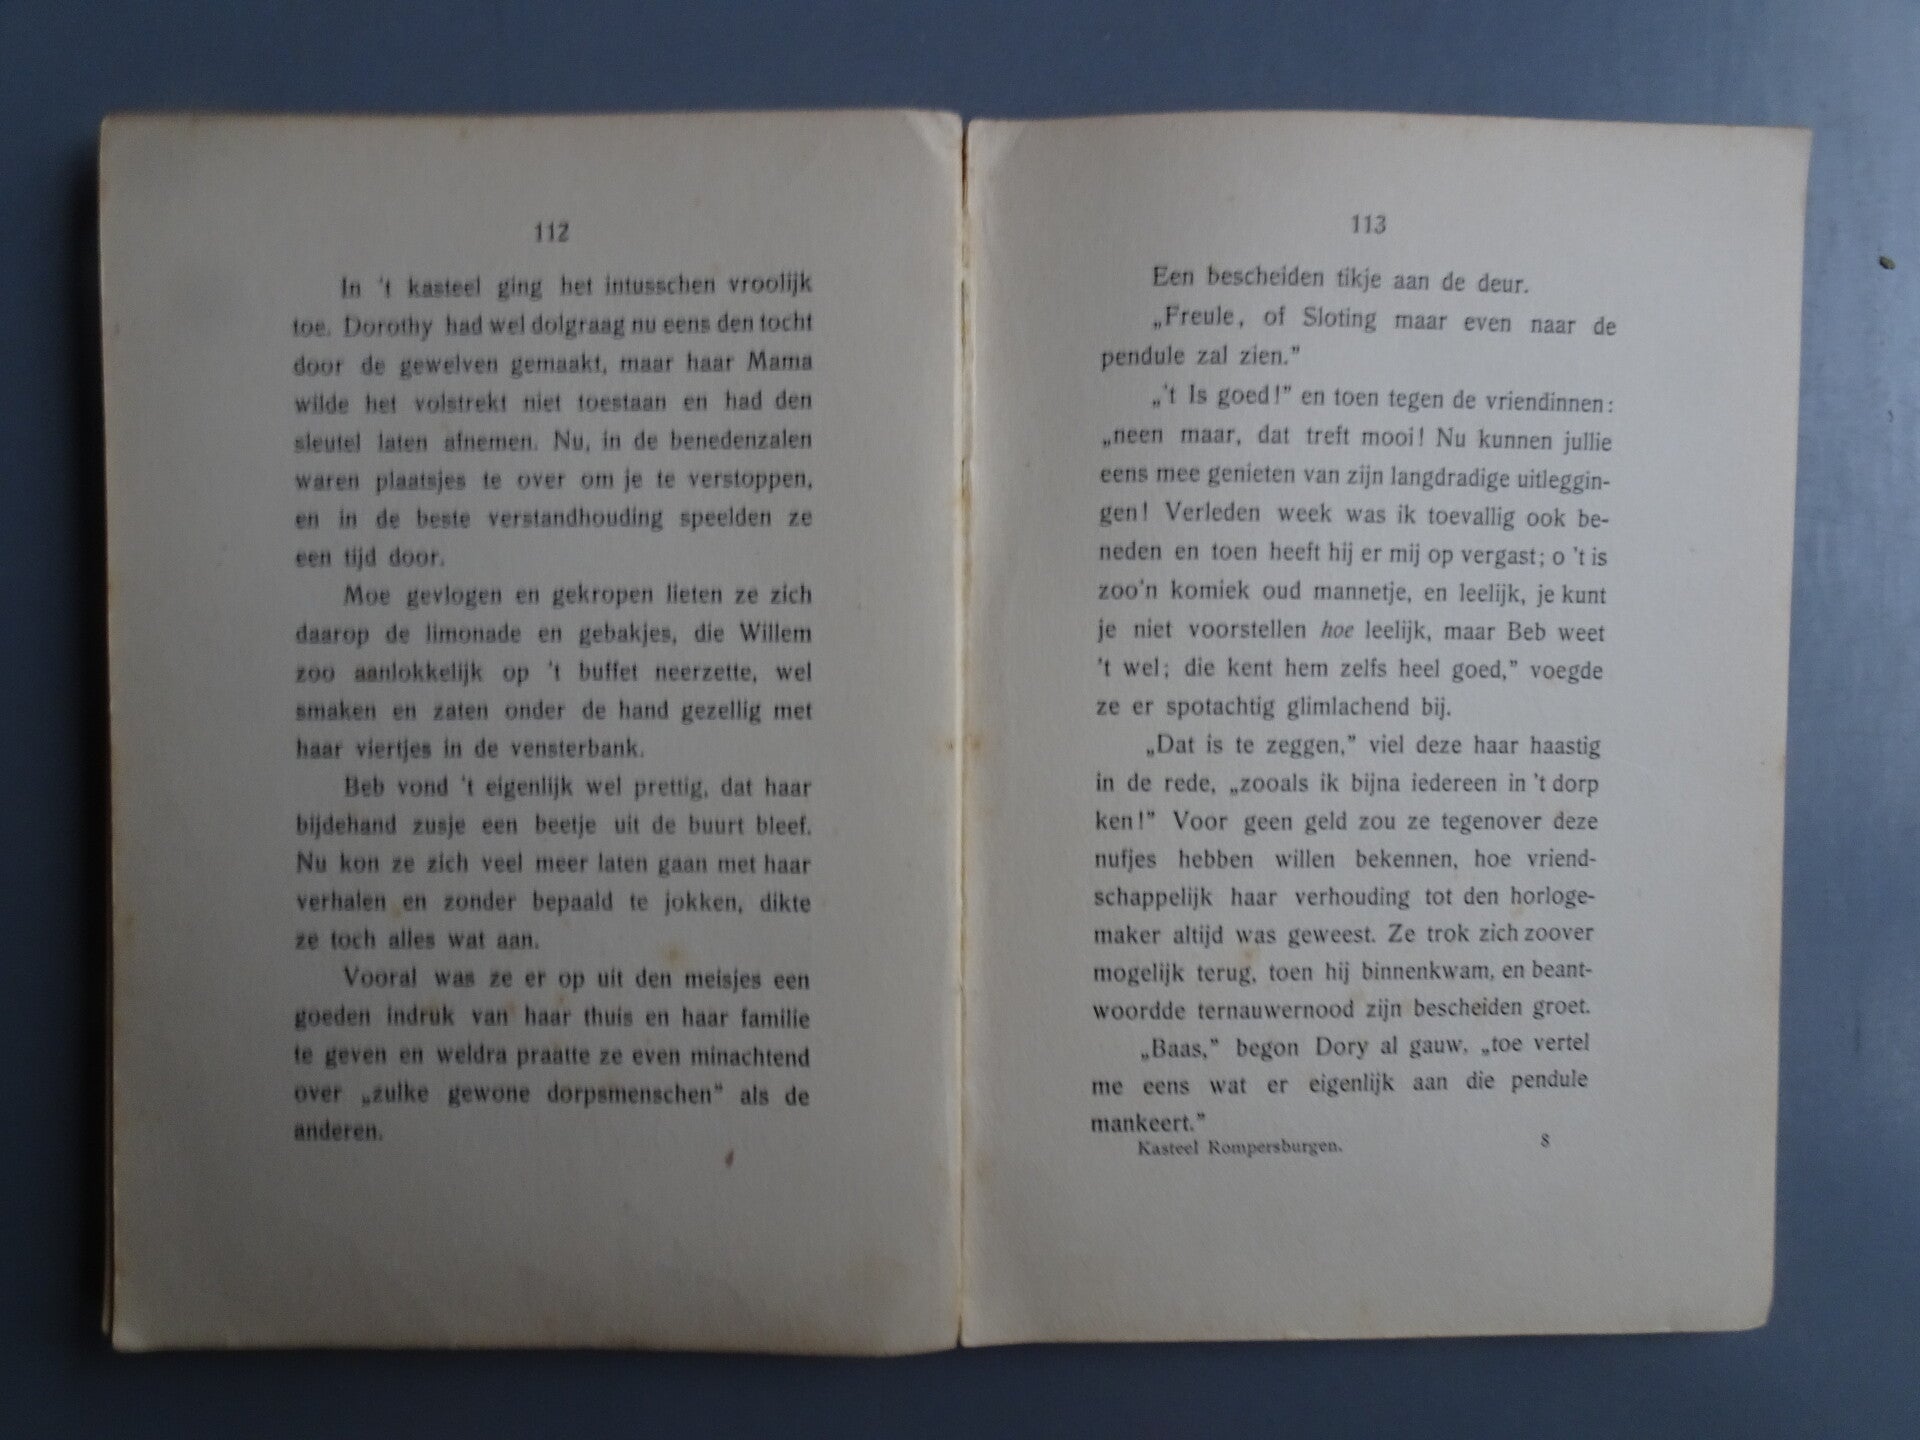 112
In 't kasteel ging het intusschen vroolijk
toe. Dorothy had wel dolgraag nu eens den tocht
door de gewelven gemaakt, maar haar Mama
wilde het volstrekt niet toestaan en had den
sleutel laten afnemen. Nu, in de benedenzalen
waren plaatsjes te over om je te verstoppen,
en in de beste verstandhouding speelden ze
een tijd door.
Moe gevlogen en gekropen lieten ze zich
daarop de limonade en gebakjes, die Willem
zoo aanlokkelijk op 't buffet neerzette, wel
smaken en zaten onder de hand gezellig met
haar viertjes in de vensterbank.
Beb vond 't eigenlijk wel prettig, dat haar
bijdehand zusje een beetje uit de buurt bleef.
Nu kon ze zich veel meer laten gaan met haar
verhalen en zonder bepaald te jokken, dikte
ze toch alles wat aan.
Vooral was ze er op uit den meisjes een
goeden indruk van haar thuis en haar familie
te geven en weldra praatte ze even minachtend
over „zulke gewone dorpsmenschen" als de
anderen.
113
Een bescheiden tikje aan de deur.
„Freule, of Sloting maar even naar de
pendule zal zien."
„'t Is goed!" en toen tegen de vriendinnen:
„neen maar, dat treft mooi! Nu kunnen jullie
eens mee genieten van zijn langdradige uitleggin-
gen! Verleden week was ik toevallig ook be-
neden en toen heeft hij er mij op vergast; o 't is
zoo'n komiek oud mannetje, en leelijk, je kunt
je niet voorstellen hoe leelijk, maar Beb weet
't wel; die kent hem zelfs heel goed," voegde
ze er spotachtig glimlachend bij.
„Dat is te zeggen," viel deze haar haastig
in de rede, „zooals ik bijna iedereen in 't dorp
ken!" Voor geen geld zou ze tegenover deze
nufjes hebben willen bekennen, hoe vriend-
schappelijk haar verhouding tot den horloge-
maker altijd was geweest. Ze trok zich zoover
mogelijk terug, toen hij binnenkwam, en beant-
woordde ternauwernood zijn bescheiden groet.
„Baas," begon Dory al gauw, „toe vertel
me eens wat er eigenlijk aan die pendule
mankeert."
Kasteel Rompersburgen. 8